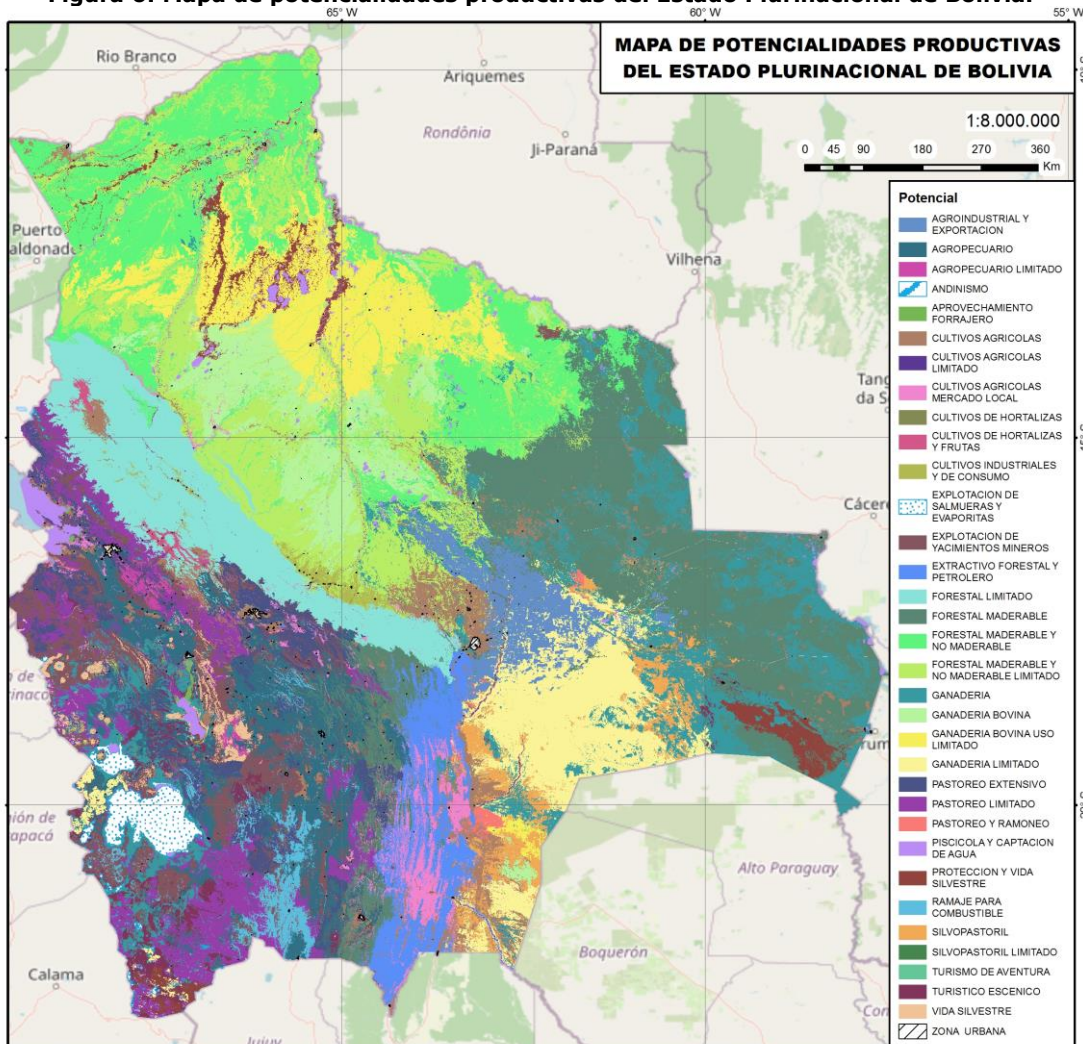 Figura 6. Mapa de potencialidades productivas del Estado Plurinacional de Bolivia.
65° W
60° W
55° W
MAPA DE POTENCIALIDADES PRODUCTIVAS
DEL ESTADO PLURINACIONAL DE BOLIVIA
1:8.000.000
0 45 90 180 270 360
Km
Rio Branco
Ariquemes
Rondônia
Ji-Paraná
Puerto
aldonado
Vilhena
Tang
da S
15° S
Cácere
20° S
Alto Paraguay
Boquerón
Calama
Jujuy
Potencial
AGROINDUSTRIAL Y
EXPORTACION
AGROPECUARIO
AGROPECUARIO LIMITADO
ANDINISMO
APROVECHAMIENTO
FORRAJERO
CULTIVOS AGRICOLAS
CULTIVOS AGRICOLAS
LIMITADO
CULTIVOS AGRICOLAS
MERCADO LOCAL
CULTIVOS DE HORTALIZAS
CULTIVOS DE HORTALIZAS
Y FRUTAS
CULTIVOS INDUSTRIALES
Y DE CONSUMO
EXPLOTACION DE
SALMUERAS Y
EVAPORITAS
EXPLOTACION DE
YACIMIENTOS MINEROS
EXTRACTIVO FORESTAL Y
PETROLERO
FORESTAL LIMITADO
FORESTAL MADERABLE
FORESTAL MADERABLE Y
NO MADERABLE
FORESTAL MADERABLE Y
NO MADERABLE LIMITADO
GANADERIA
GANADERIA BOVINA
GANADERIA BOVINA USO
LIMITADO
GANADERIA LIMITADO
PASTOREO EXTENSIVO
PASTOREO LIMITADO
PASTOREO Y RAMONEO
PISCICOLA Y CAPTACION
DE AGUA
PROTECCION Y VIDA
SILVESTRE
RAMAJE PARA
COMBUSTIBLE
SILVOPASTORIL
SILVOPASTORIL LIMITADO
TURISMO DE AVENTURA
TURISTICO ESCENICO
VIDA SILVESTRE
ZONA URBANA